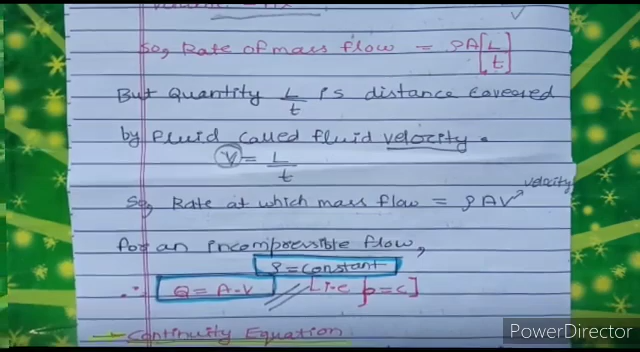 So, Rate of mass flow = ρA[L/t]
But Quantity L/t is distance Covered
by Fluid Called fluid velocity.
V = L/t
So, Rate at which mass flow = ρAV velocity
for an incompressible flow,
ρ = constant
∴ Q = A·V [i.e ρ=c]
→ Continuity Equation
PowerDirector